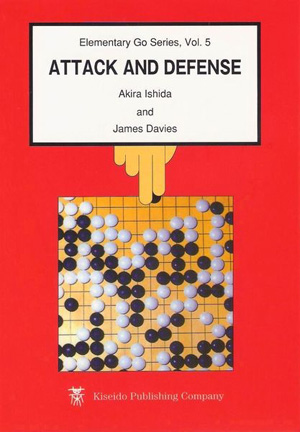 Elementary Go Series, Vol. 5
ATTACK AND DEFENSE
Akira Ishida
and
James Davies
Kiseido Publishing Company